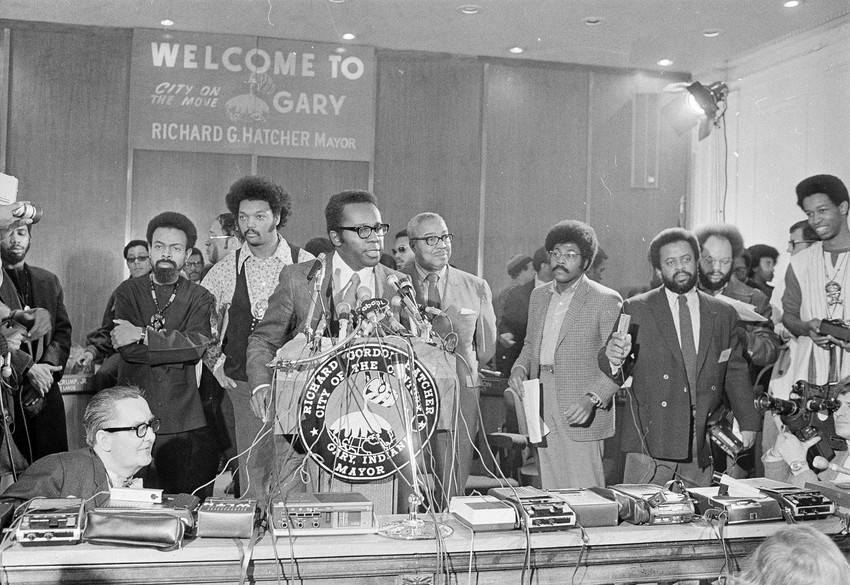 WELCOME TO
CITY ON
THE MOVE
GARY
RICHARD G. HATCHER MAYOR
RICHARD GORDON HATCHER
CITY OF THE CENTURY
GARY, INDIANA
MAYOR